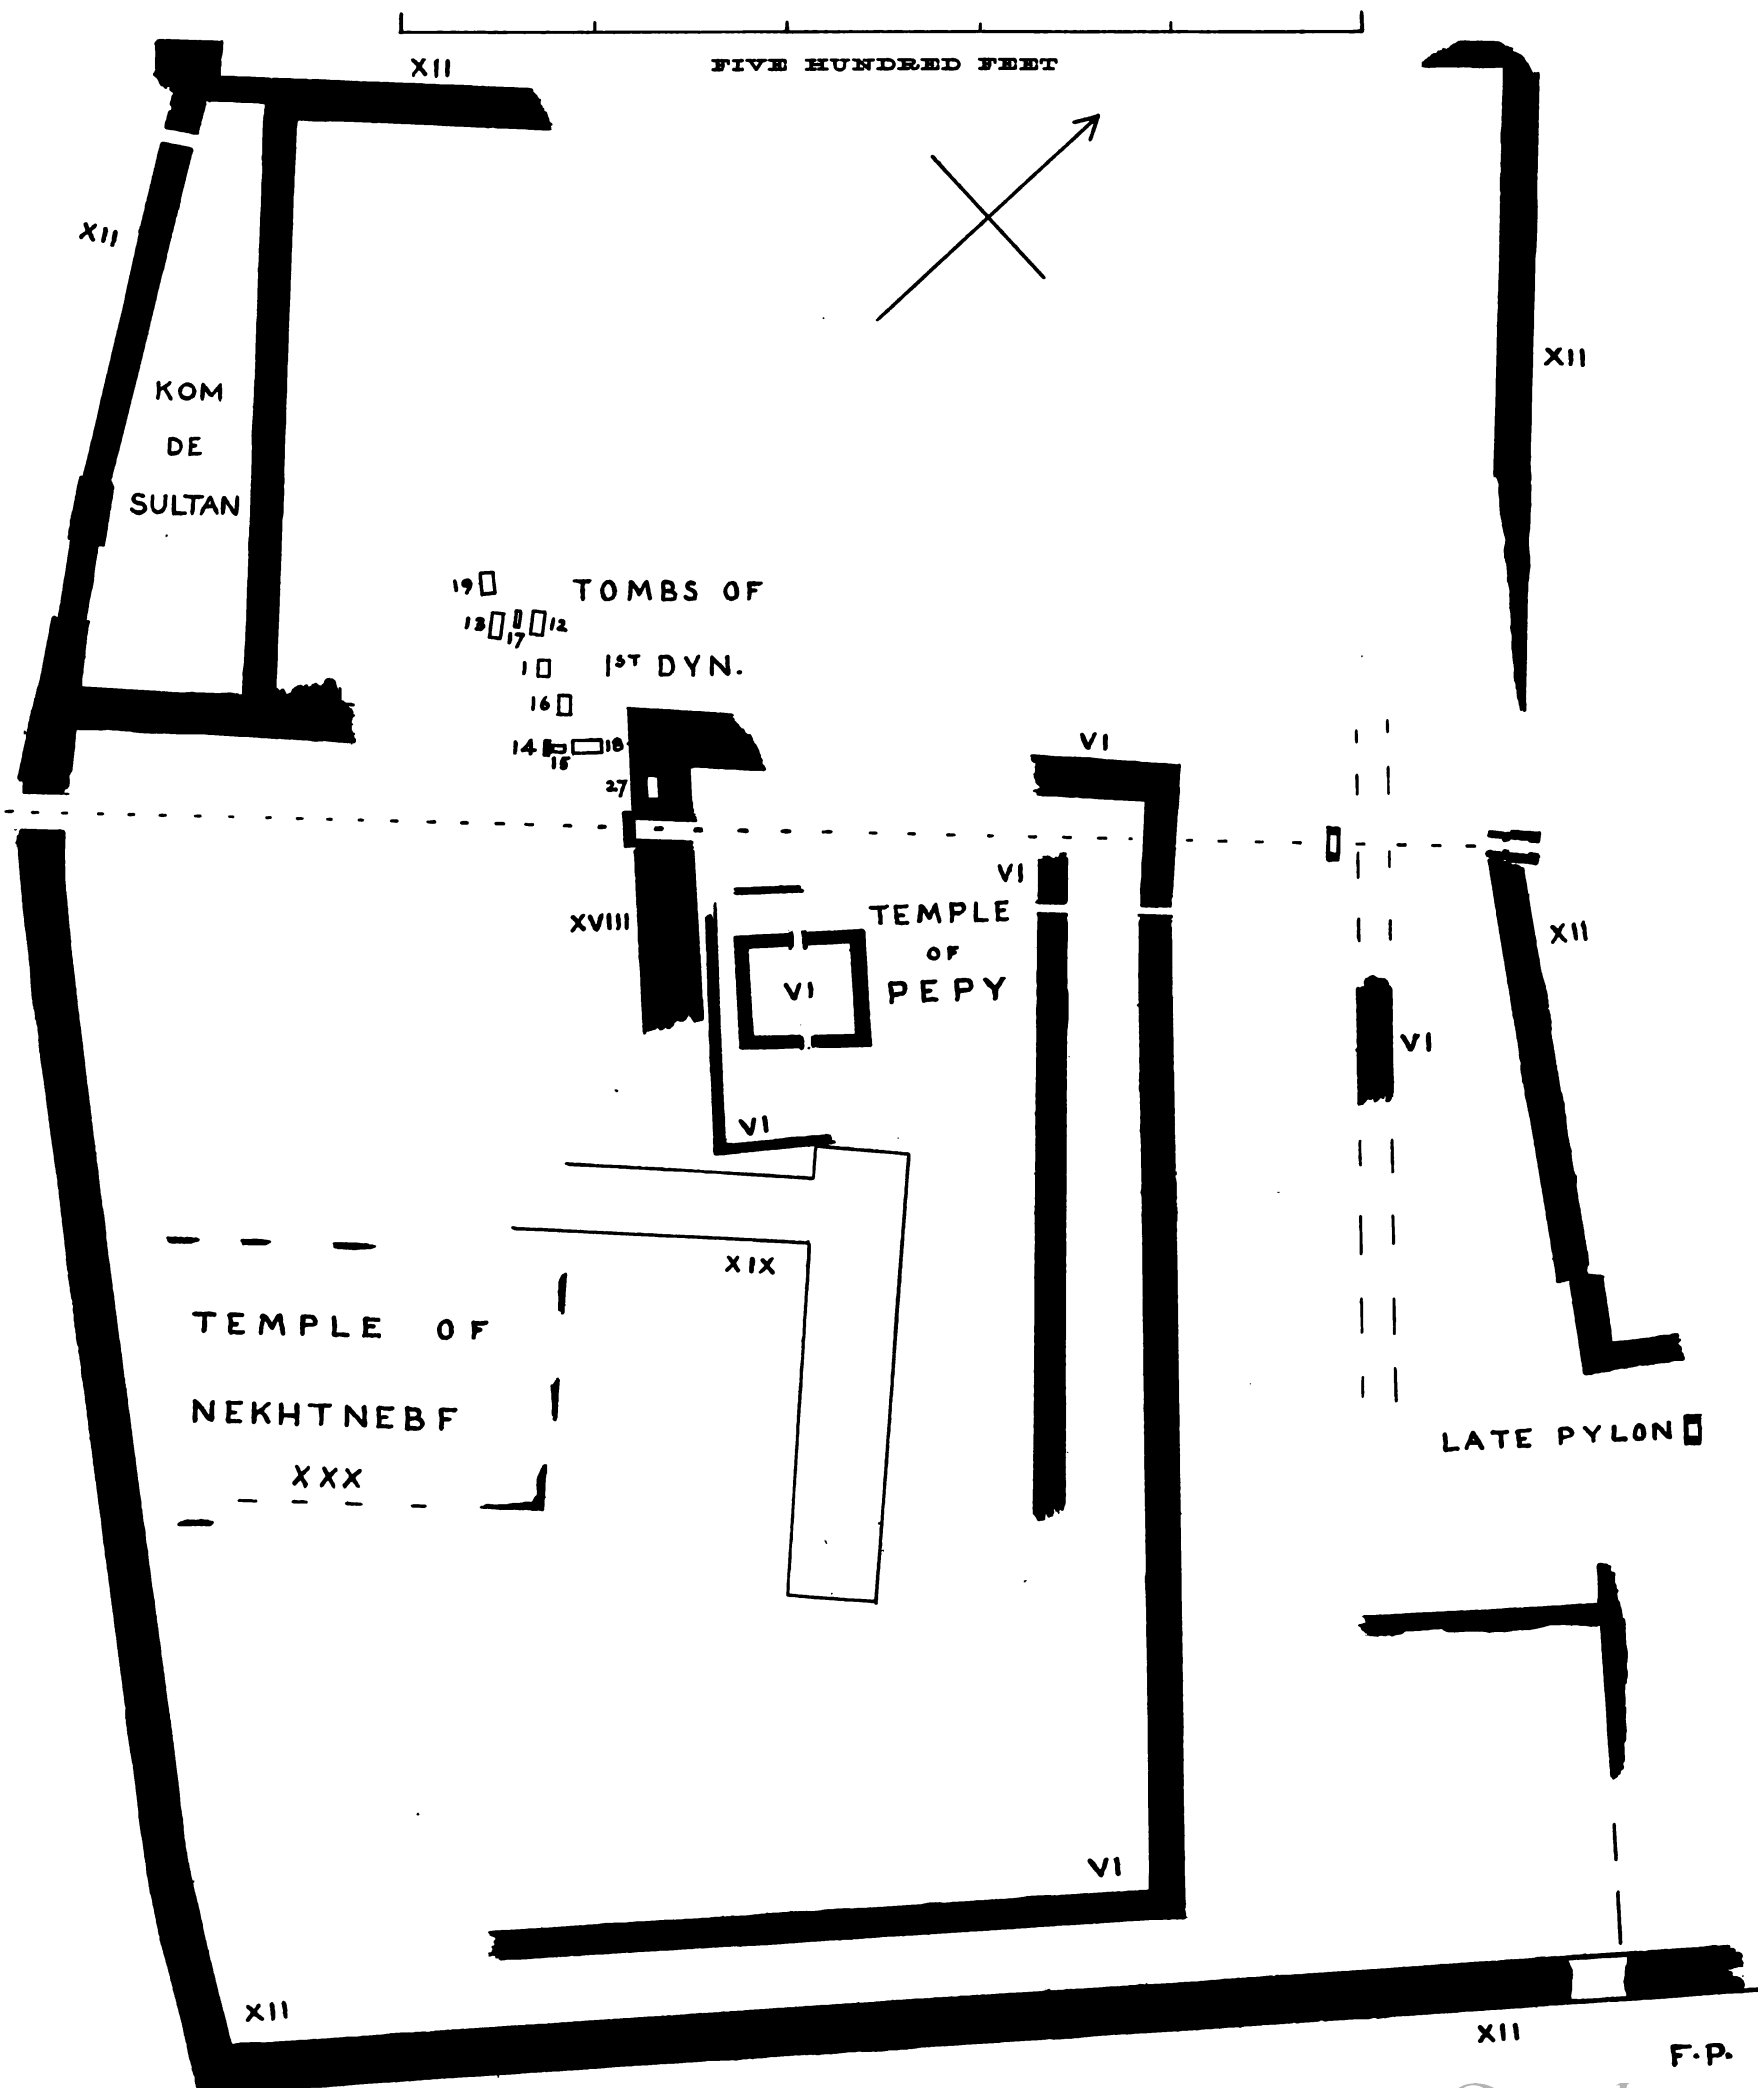 FIVE HUNDRED FEET
XII
XII
XII
KOM
DE
SULTAN
19
TOMBS OF
13
17
12
1
1ST DYN.
16
14
15
18
27
VI
VI
XVIII
TEMPLE
OF
PEPY
VI
XII
VI
VI
XIX
TEMPLE OF
NEKHTNEBF
XXX
LATE PYLON
VI
XII
XII
F.P.